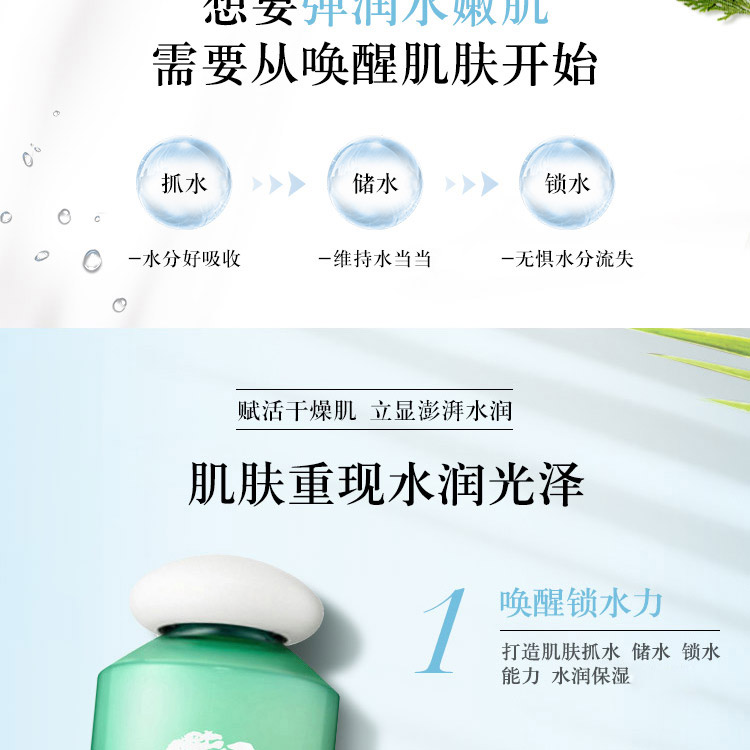 想要弹润水嫩肌
需要从唤醒肌肤开始
抓水
储水
锁水
–水分好吸收
–维持水当当
–无惧水分流失
赋活干燥肌 立显澎湃水润
肌肤重现水润光泽
1
唤醒锁水力
打造肌肤抓水 储水 锁水
能力 水润保湿